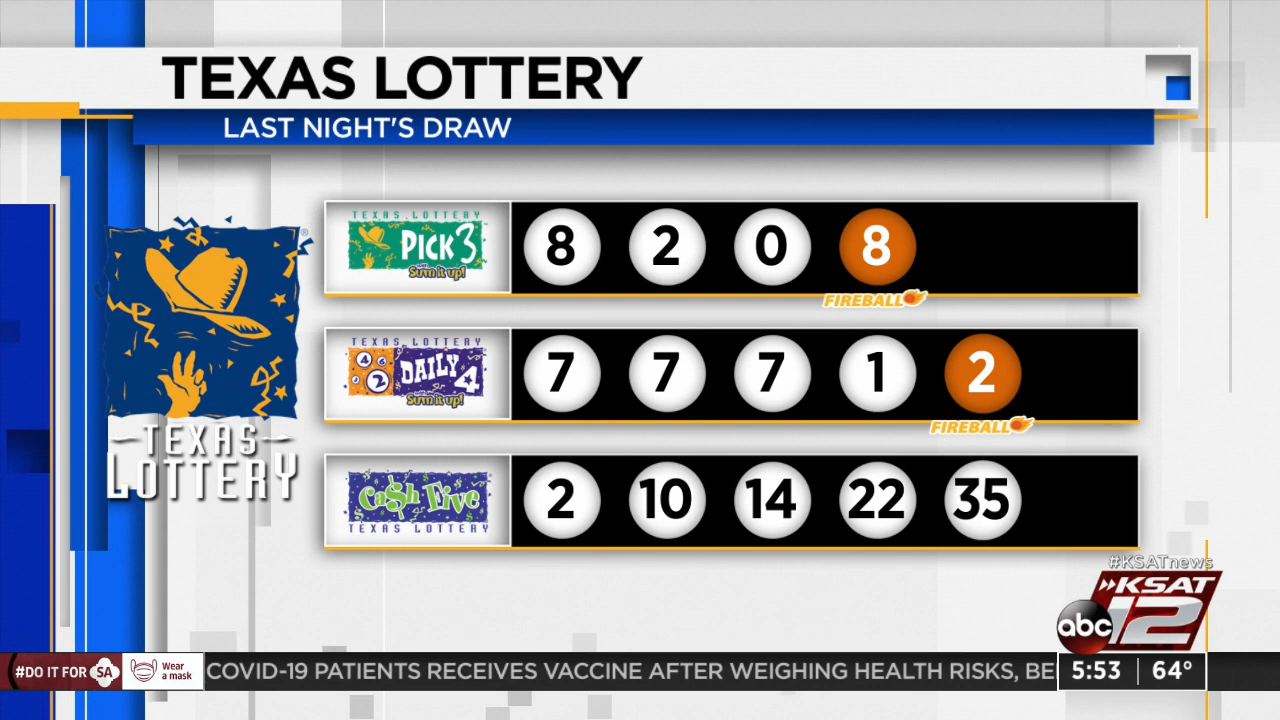 TEXAS LOTTERY
LAST NIGHT'S DRAW
TEXAS LOTTERY
PICK 3
Sum it up!
8 2 0 8
FIREBALL
TEXAS LOTTERY
4 6 2
DAILY 4
Sum it up!
7 7 7 1 2
FIREBALL
Cash Five
TEXAS LOTTERY
2 10 14 22 35
TEXAS
LOTTERY
®
#KSATnews
KSAT
abc 12
#DO IT FOR SA
Wear
a mask
COVID-19 PATIENTS RECEIVES VACCINE AFTER WEIGHING HEALTH RISKS, BE
5:53 64°